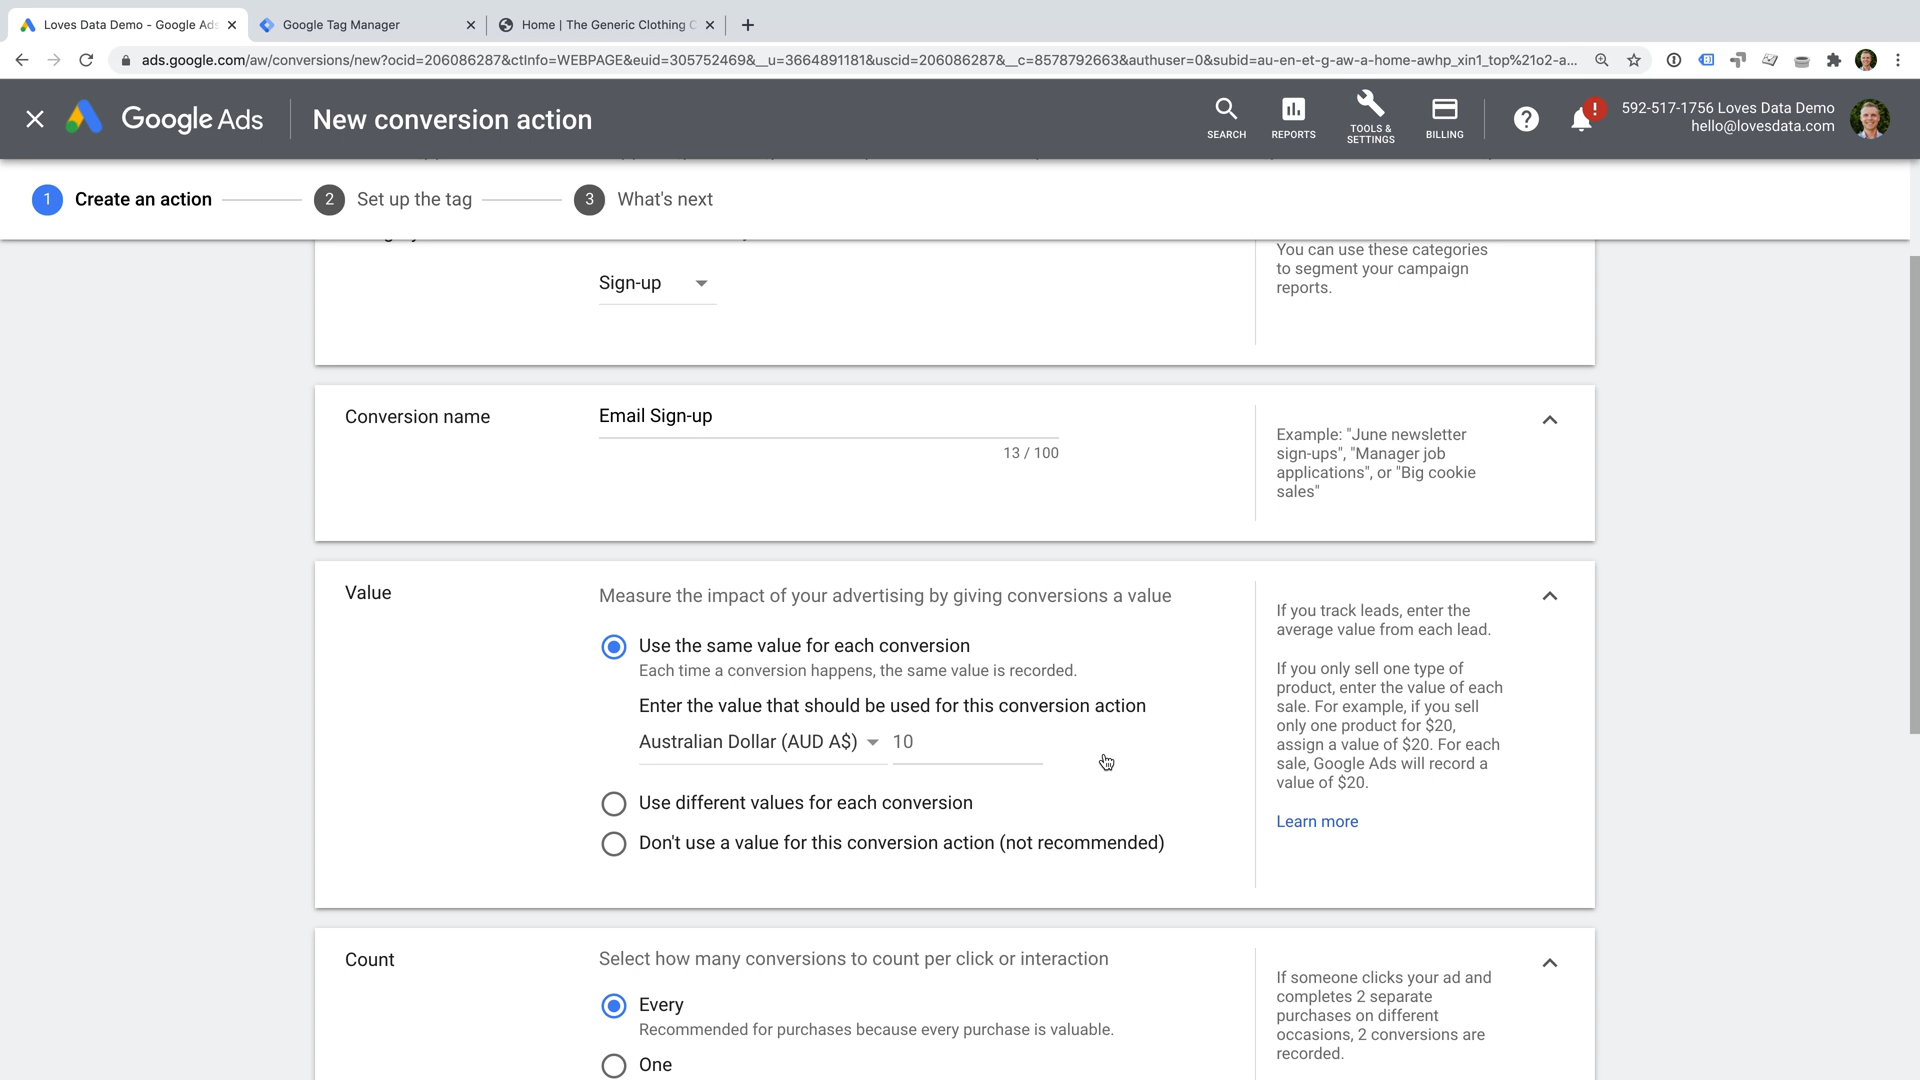 Loves Data Demo - Google Ads
Google Tag Manager
Home | The Generic Clothing C
ads.google.com/aw/conversions/new?ocid=206086287&ctInfo=WEBPAGE&euid=305752469&__u=3664891181&uscid=206086287&__c=8578792663&authuser=0&subid=au-en-et-g-aw-a-home-awhp_xin1_top%21o2-a...
Google Ads
New conversion action
SEARCH
REPORTS
TOOLS &
SETTINGS
BILLING
?
!
592-517-1756 Loves Data Demo
hello@lovesdata.com
1 Create an action
2 Set up the tag
3 What's next
Sign-up
You can use these categories
to segment your campaign
reports.
Conversion name
Email Sign-up
13 / 100
Example: "June newsletter
sign-ups", "Manager job
applications", or "Big cookie
sales"
Value
Measure the impact of your advertising by giving conversions a value
Use the same value for each conversion
Each time a conversion happens, the same value is recorded.
Enter the value that should be used for this conversion action
Australian Dollar (AUD A$) 10
Use different values for each conversion
Don't use a value for this conversion action (not recommended)
If you track leads, enter the
average value from each lead.
If you only sell one type of
product, enter the value of each
sale. For example, if you sell
only one product for $20,
assign a value of $20. For each
sale, Google Ads will record a
value of $20.
Learn more
Count
Select how many conversions to count per click or interaction
Every
Recommended for purchases because every purchase is valuable.
One
If someone clicks your ad and
completes 2 separate
purchases on different
occasions, 2 conversions are
recorded.